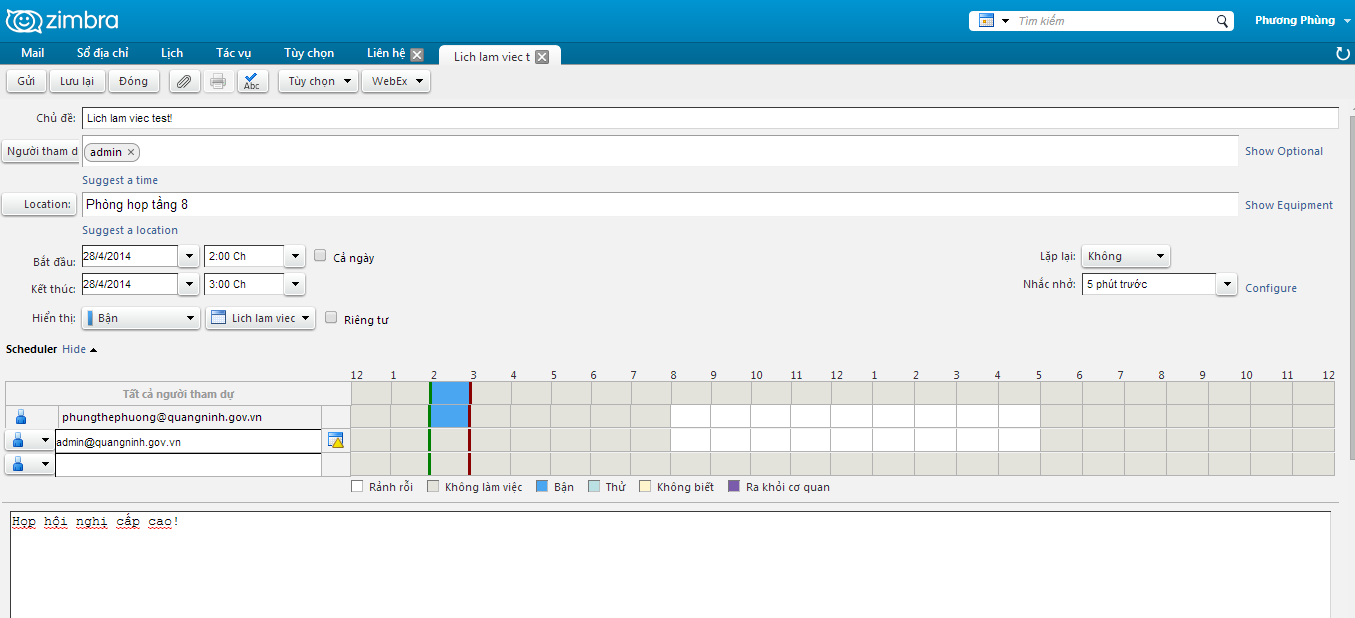 zimbra
Tìm kiếm
Phương Phùng
Mail Sổ địa chỉ Lịch Tác vụ Tùy chọn Liên hệ Lich lam viec t
Gửi Lưu lại Đóng Abc Tùy chọn WebEx
Chủ đề: Lich lam viec test!
Người tham d admin × Show Optional
Suggest a time
Location: Phòng họp tầng 8 Show Equipment
Suggest a location
Bắt đầu: 28/4/2014 2:00 Ch Cả ngày Lặp lại: Không
Kết thúc: 28/4/2014 3:00 Ch Nhắc nhở: 5 phút trước Configure
Hiển thị: Bận Lich lam viec Riêng tư
Scheduler Hide
12 1 2 3 4 5 6 7 8 9 10 11 12 1 2 3 4 5 6 7 8 9 10 11 12
Tất cả người tham dự
phungthephuong@quangninh.gov.vn
admin@quangninh.gov.vn
Rảnh rỗi Không làm việc Bận Thử Không biết Ra khỏi cơ quan
Họp hội nghị cấp cao!